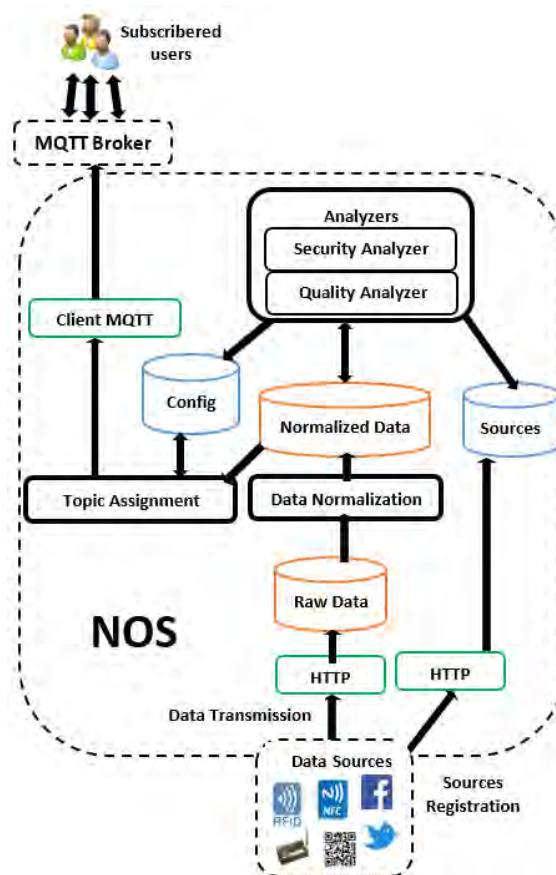 Subscribered
users
MQTT Broker
Analyzers
Security Analyzer
Quality Analyzer
Client MQTT
Config
Normalized Data
Sources
Topic Assignment
Data Normalization
Raw Data
NOS
HTTP
HTTP
Data Transmission
Data Sources
Sources
Registration
RFID
NFC